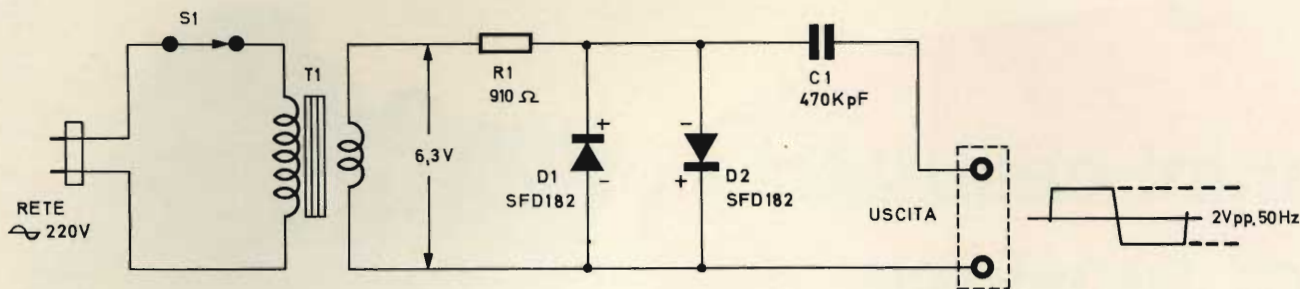 S1
T1
R1
910 Ω
C1
470KpF
6,3V
+
-
-
+
D1
SFD182
D2
SFD182
RETE
220V
USCITA
2Vpp,50Hz